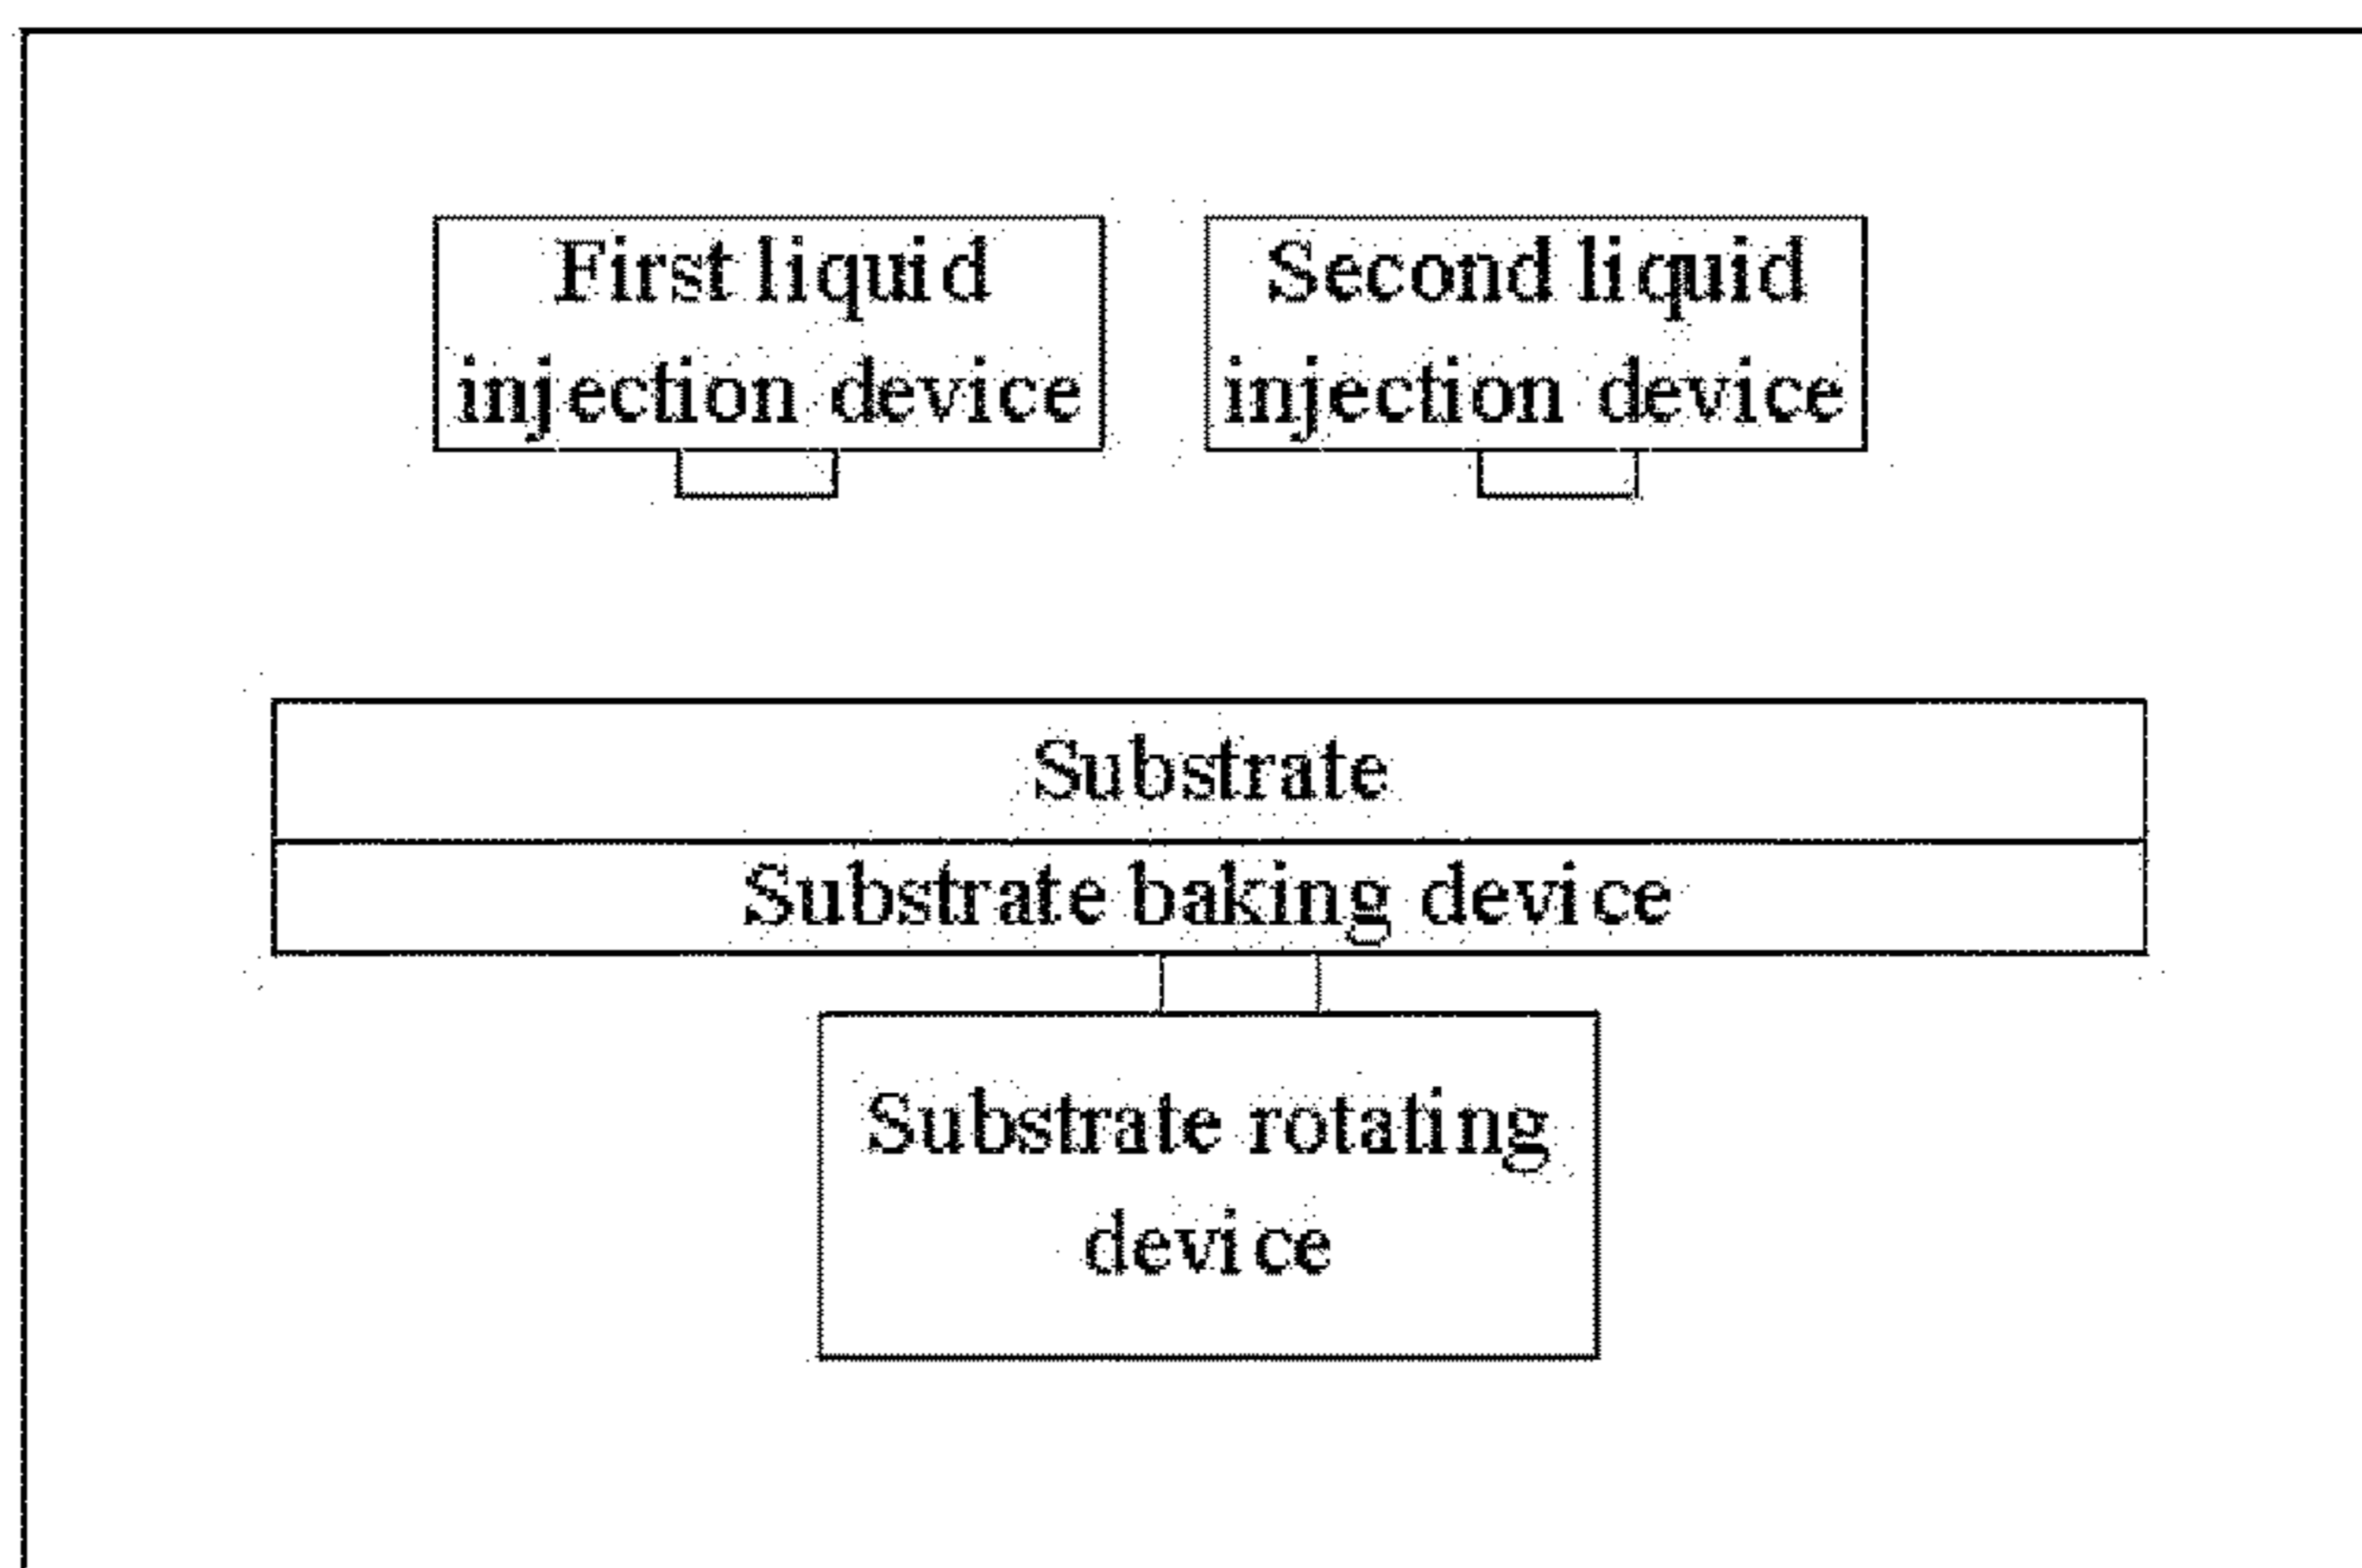 First liquid
injection device
Second liquid
injection device
Substrate
Substrate baking device
Substrate rotating
device